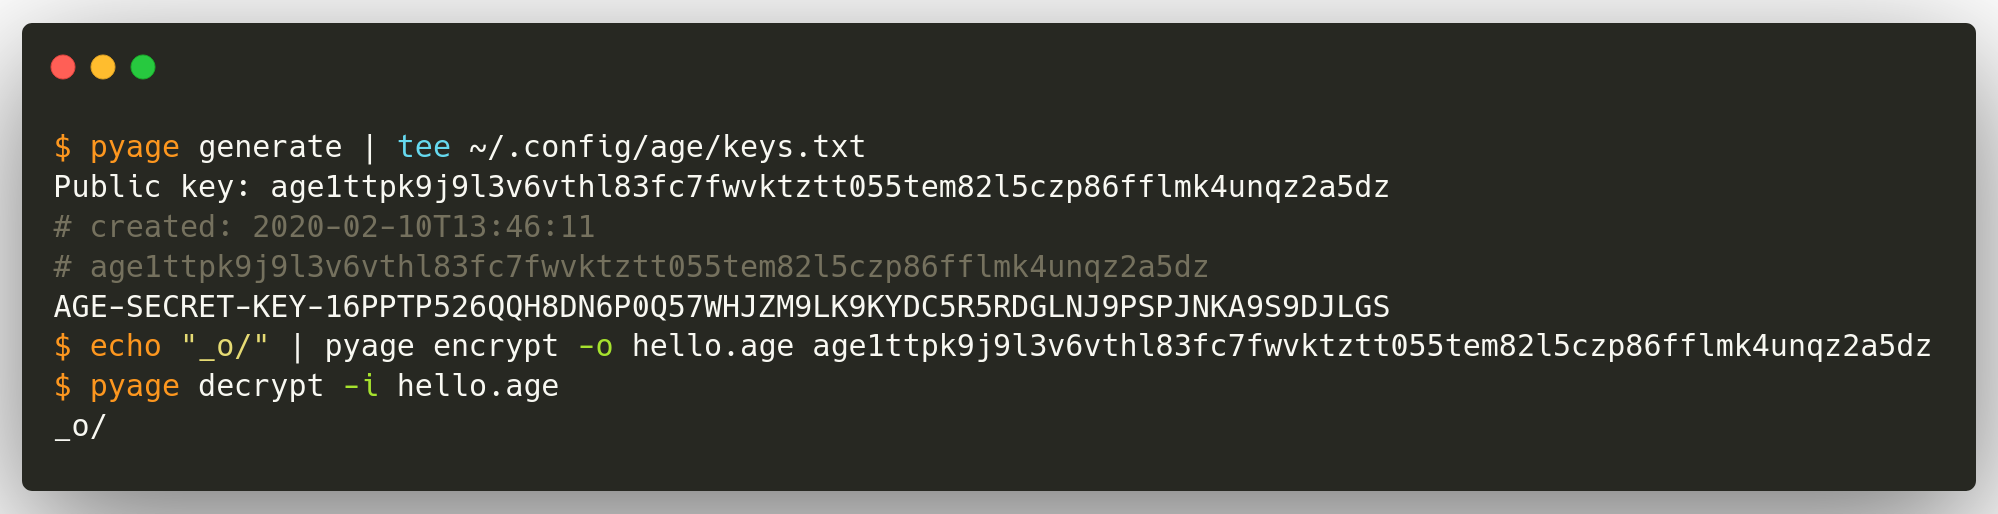 $ pyage generate | tee ~/.config/age/keys.txt
Public key: age1ttpk9j9l3v6vthl83fc7fwvktztt055tem82l5czp86fflmk4unqz2a5dz
# created: 2020-02-10T13:46:11
# age1ttpk9j9l3v6vthl83fc7fwvktztt055tem82l5czp86fflmk4unqz2a5dz
AGE-SECRET-KEY-16PPTP526QQH8DN6P0Q57WHJZM9LK9KYDC5R5RDGLNJ9PSPJNKA9S9DJLGS
$ echo "_o/" | pyage encrypt -o hello.age age1ttpk9j9l3v6vthl83fc7fwvktztt055tem82l5czp86fflmk4unqz2a5dz
$ pyage decrypt -i hello.age
_o/